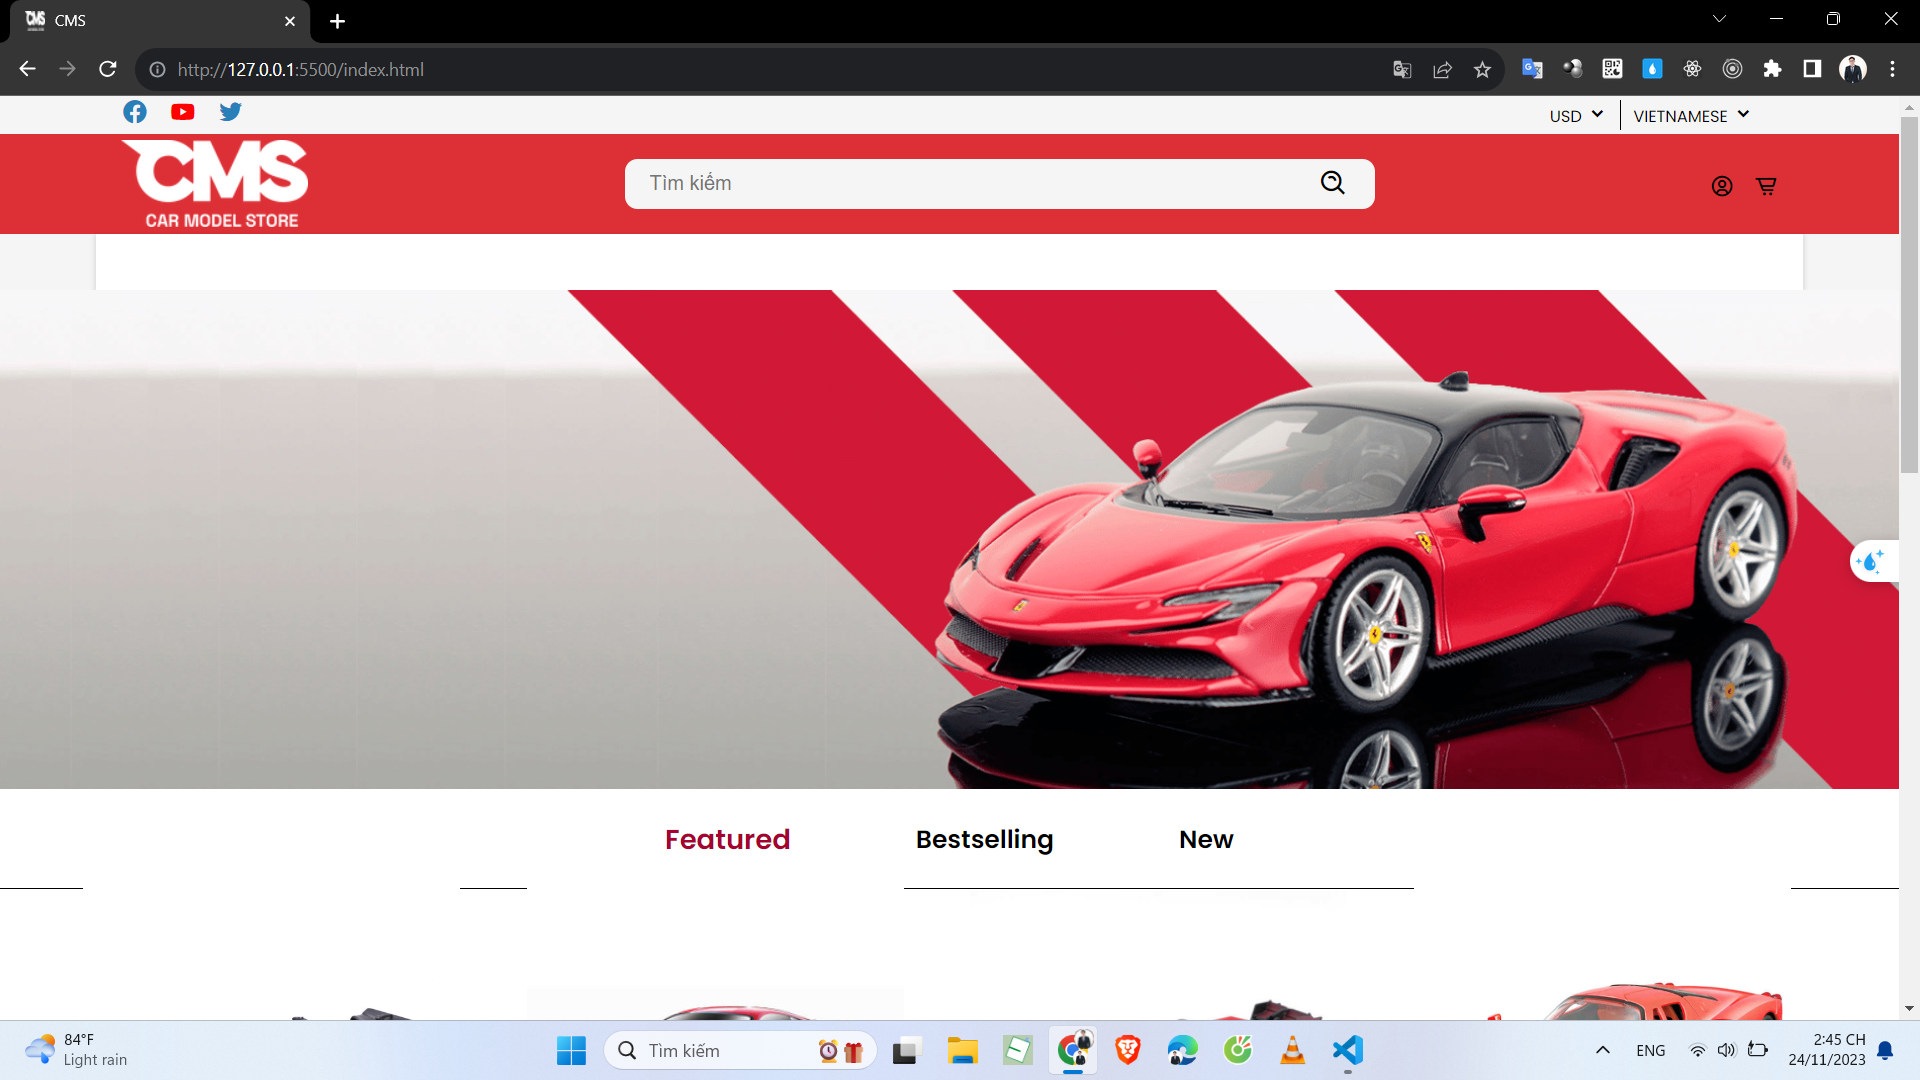 CMS
http://127.0.0.1:5500/index.html
USD
VIETNAMESE
CMS
CAR MODEL STORE
Tìm kiếm
Featured
Bestselling
New
84°F
Light rain
Tìm kiếm
ENG
2:45 CH
24/11/2023